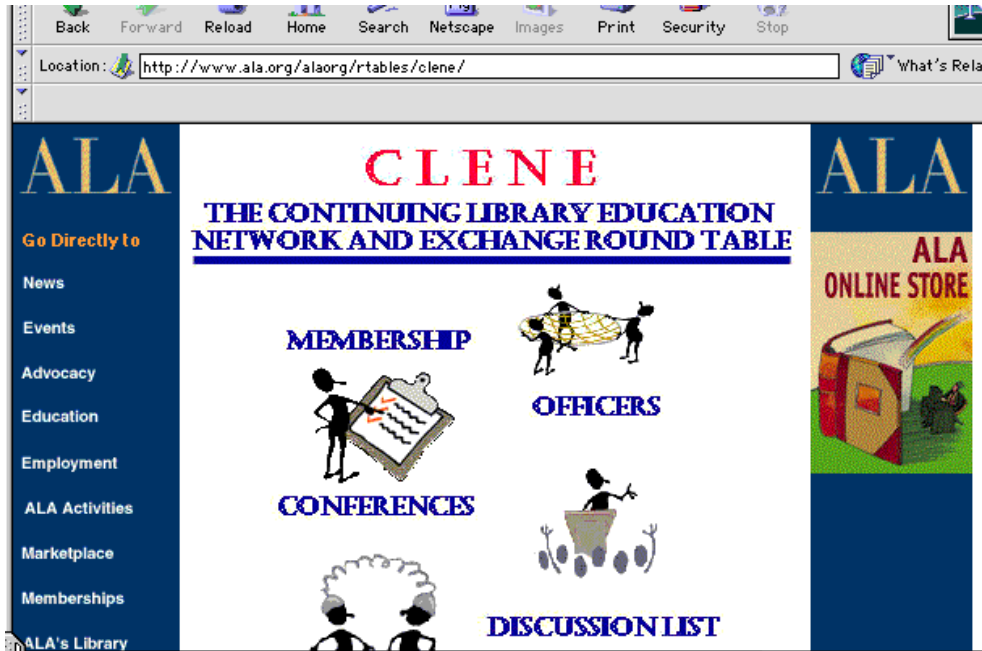 Back Forward Reload Home Search Netscape Images Print Security Stop
Location: http://www.ala.org/alaorg/rtables/clene/ What's Rela
ALA
Go Directly to
News
Events
Advocacy
Education
Employment
ALA Activities
Marketplace
Memberships
ALA's Library
CLENE
THE CONTINUING LIBRARY EDUCATION
NETWORK AND EXCHANGE ROUND TABLE
MEMBERSHIP
OFFICERS
CONFERENCES
DISCUSSION LIST
ALA
ALA
ONLINE STORE